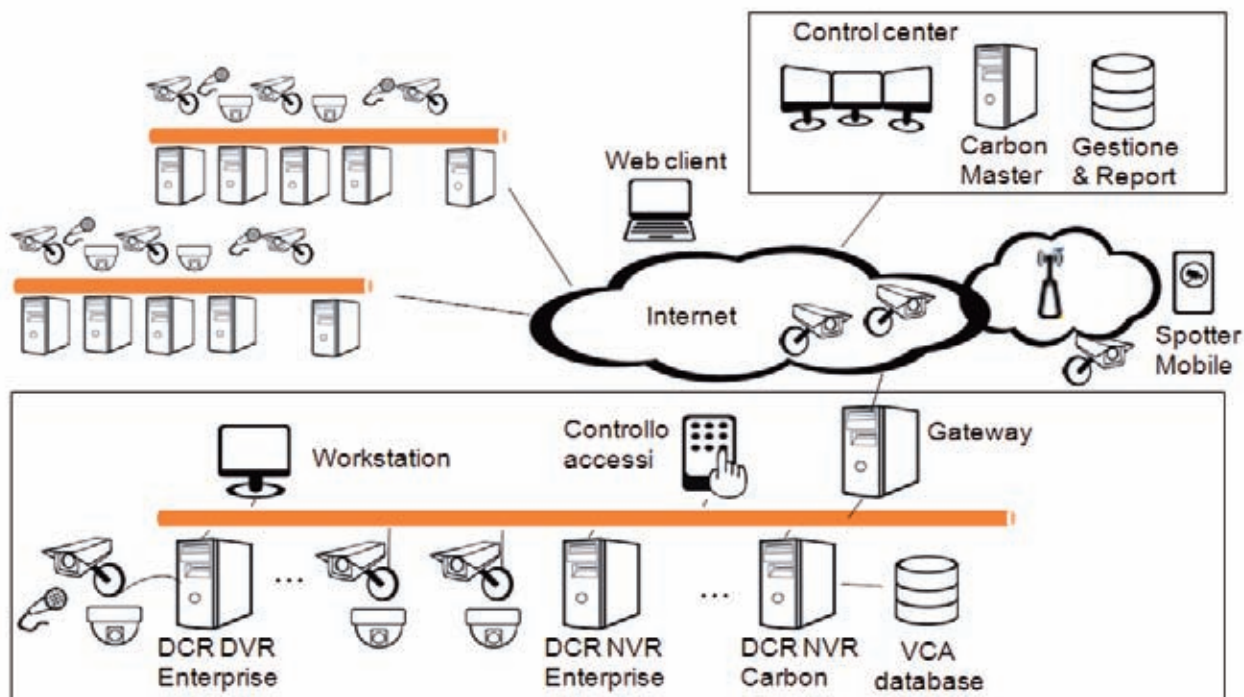 Control center
Carbon
Master
Gestione
& Report
Web client
Internet
Spotter
Mobile
Workstation
Controllo
accessi
Gateway
...
...
DCR DVR
Enterprise
DCR NVR
Enterprise
DCR NVR
Carbon
VCA
database